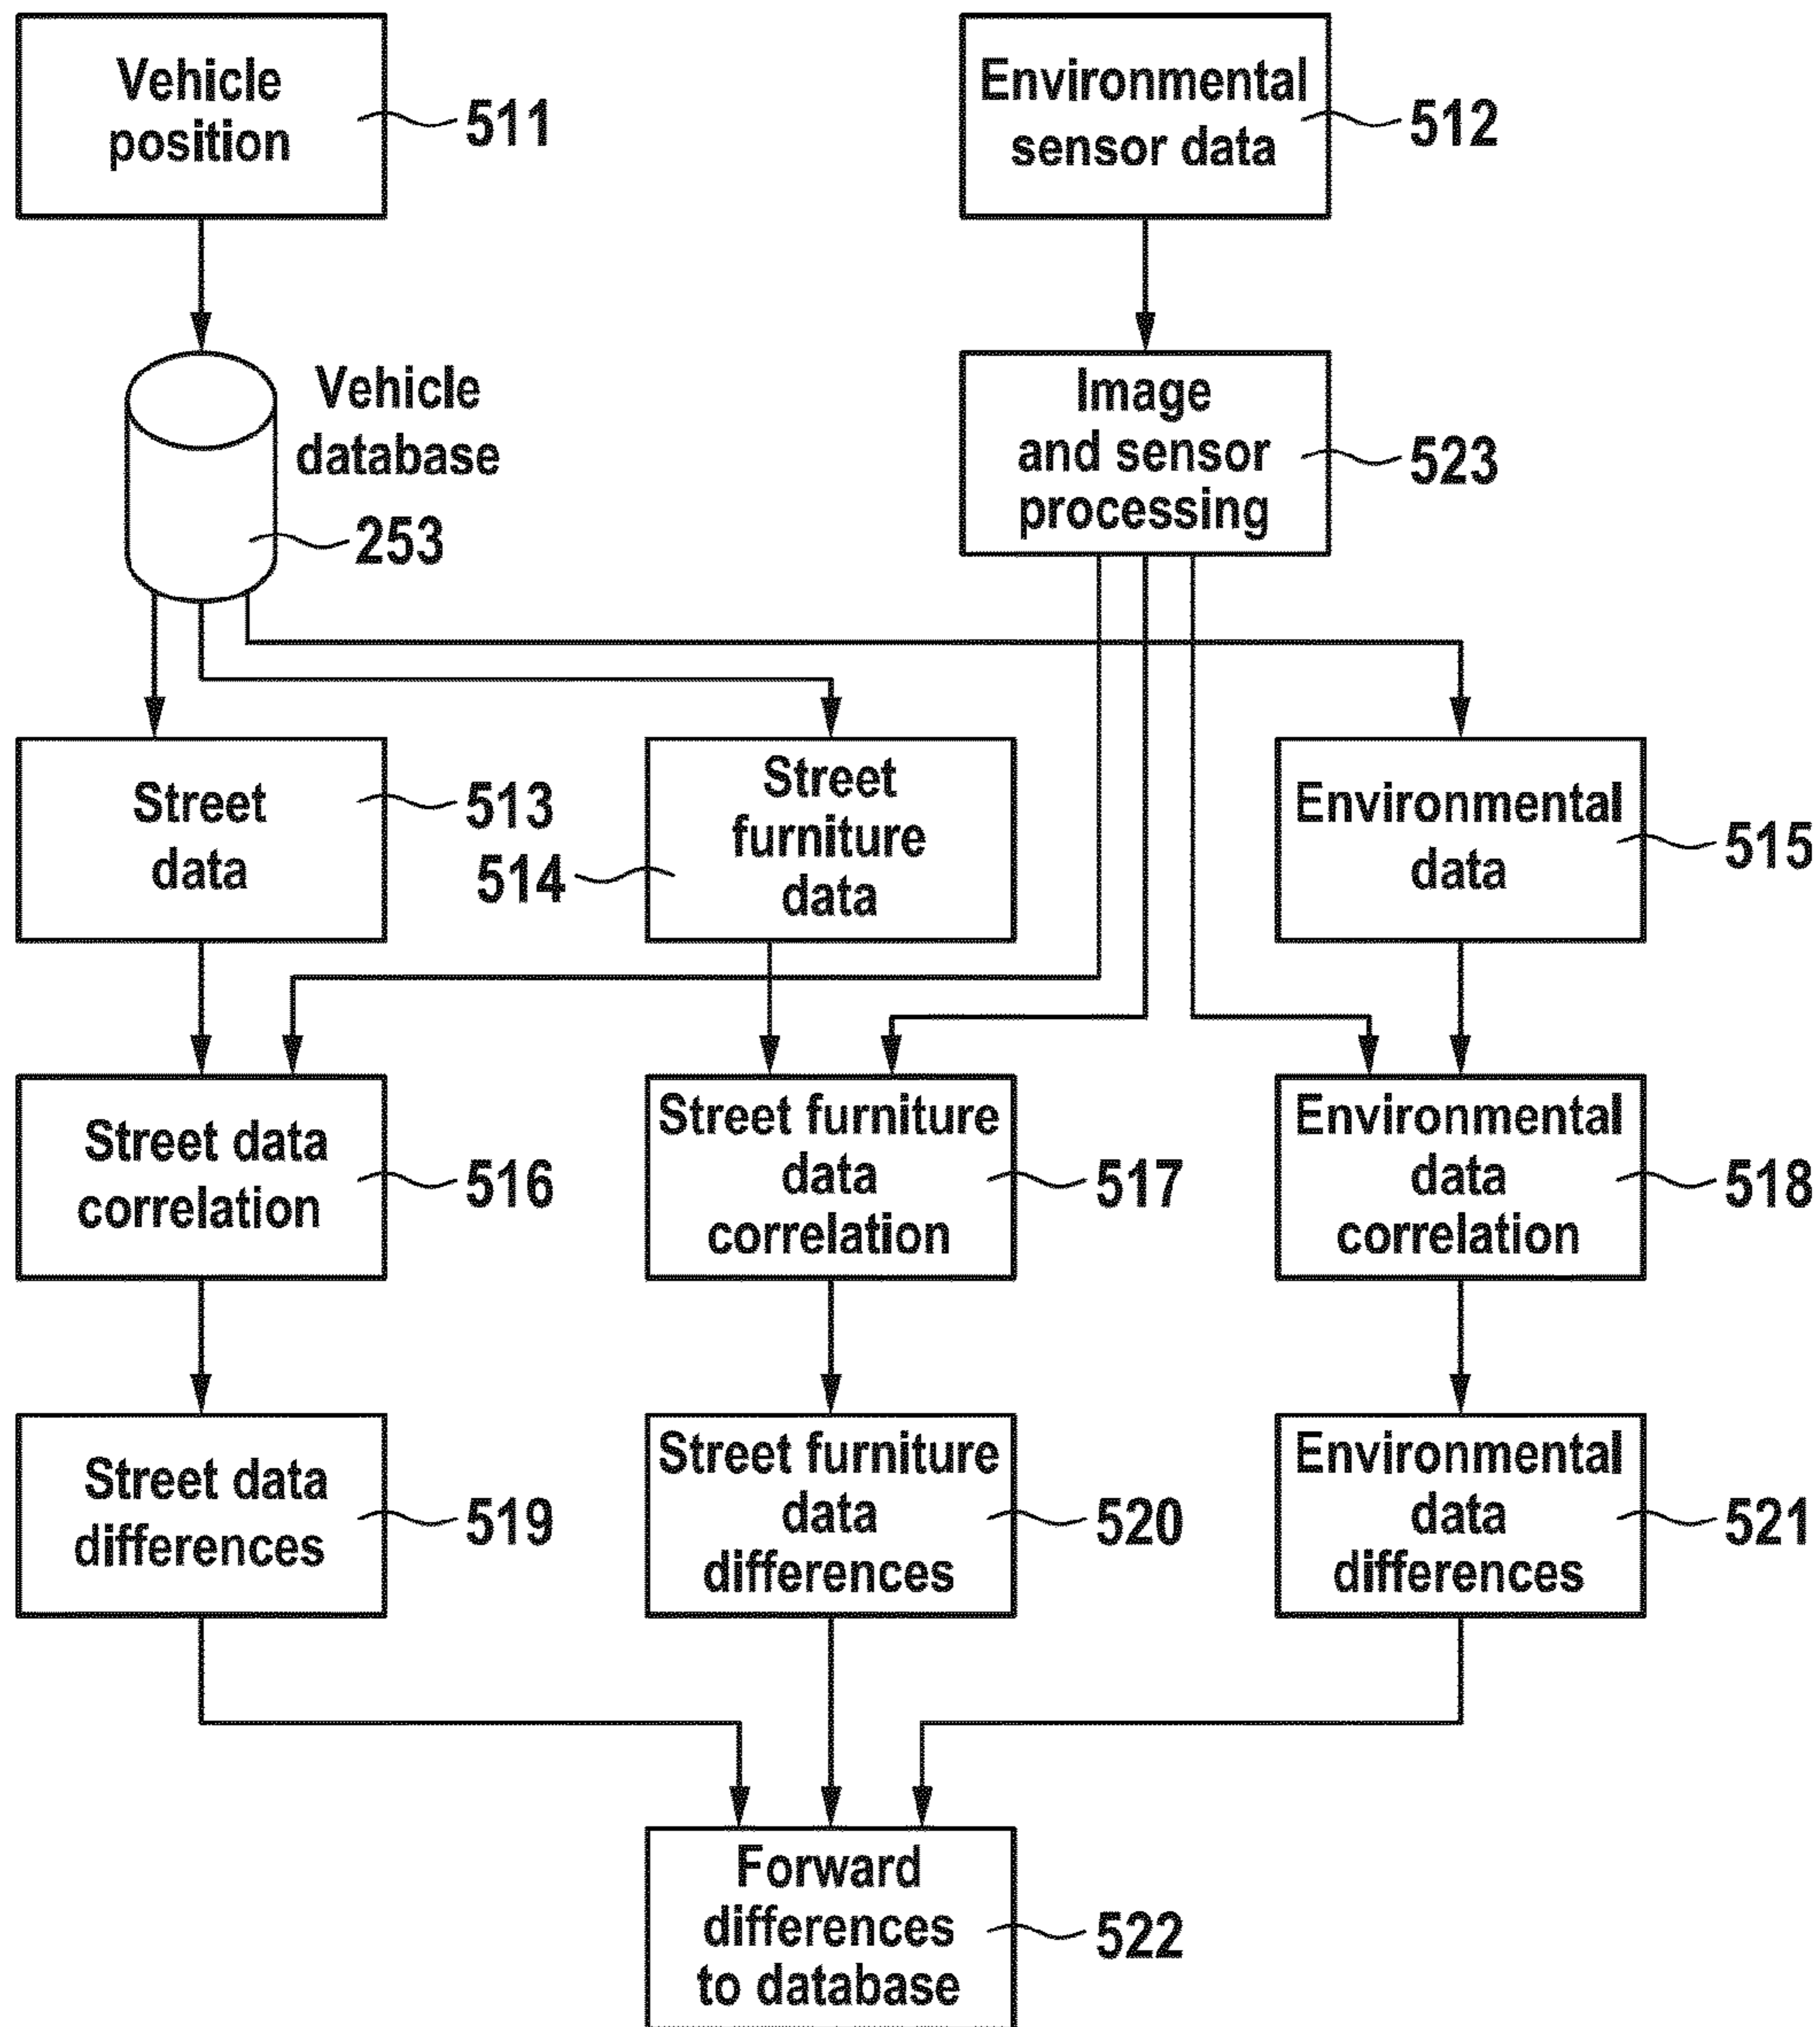 Vehicle
position
511
Environmental
sensor data
512
Vehicle
database
253
Image
and sensor
processing
523
Street
data
513
Street
furniture
data
514
Environmental
data
515
Street data
correlation
516
Street furniture
data
correlation
517
Environmental
data
correlation
518
Street data
differences
519
Street furniture
data
differences
520
Environmental
data
differences
521
Forward
differences
to database
522